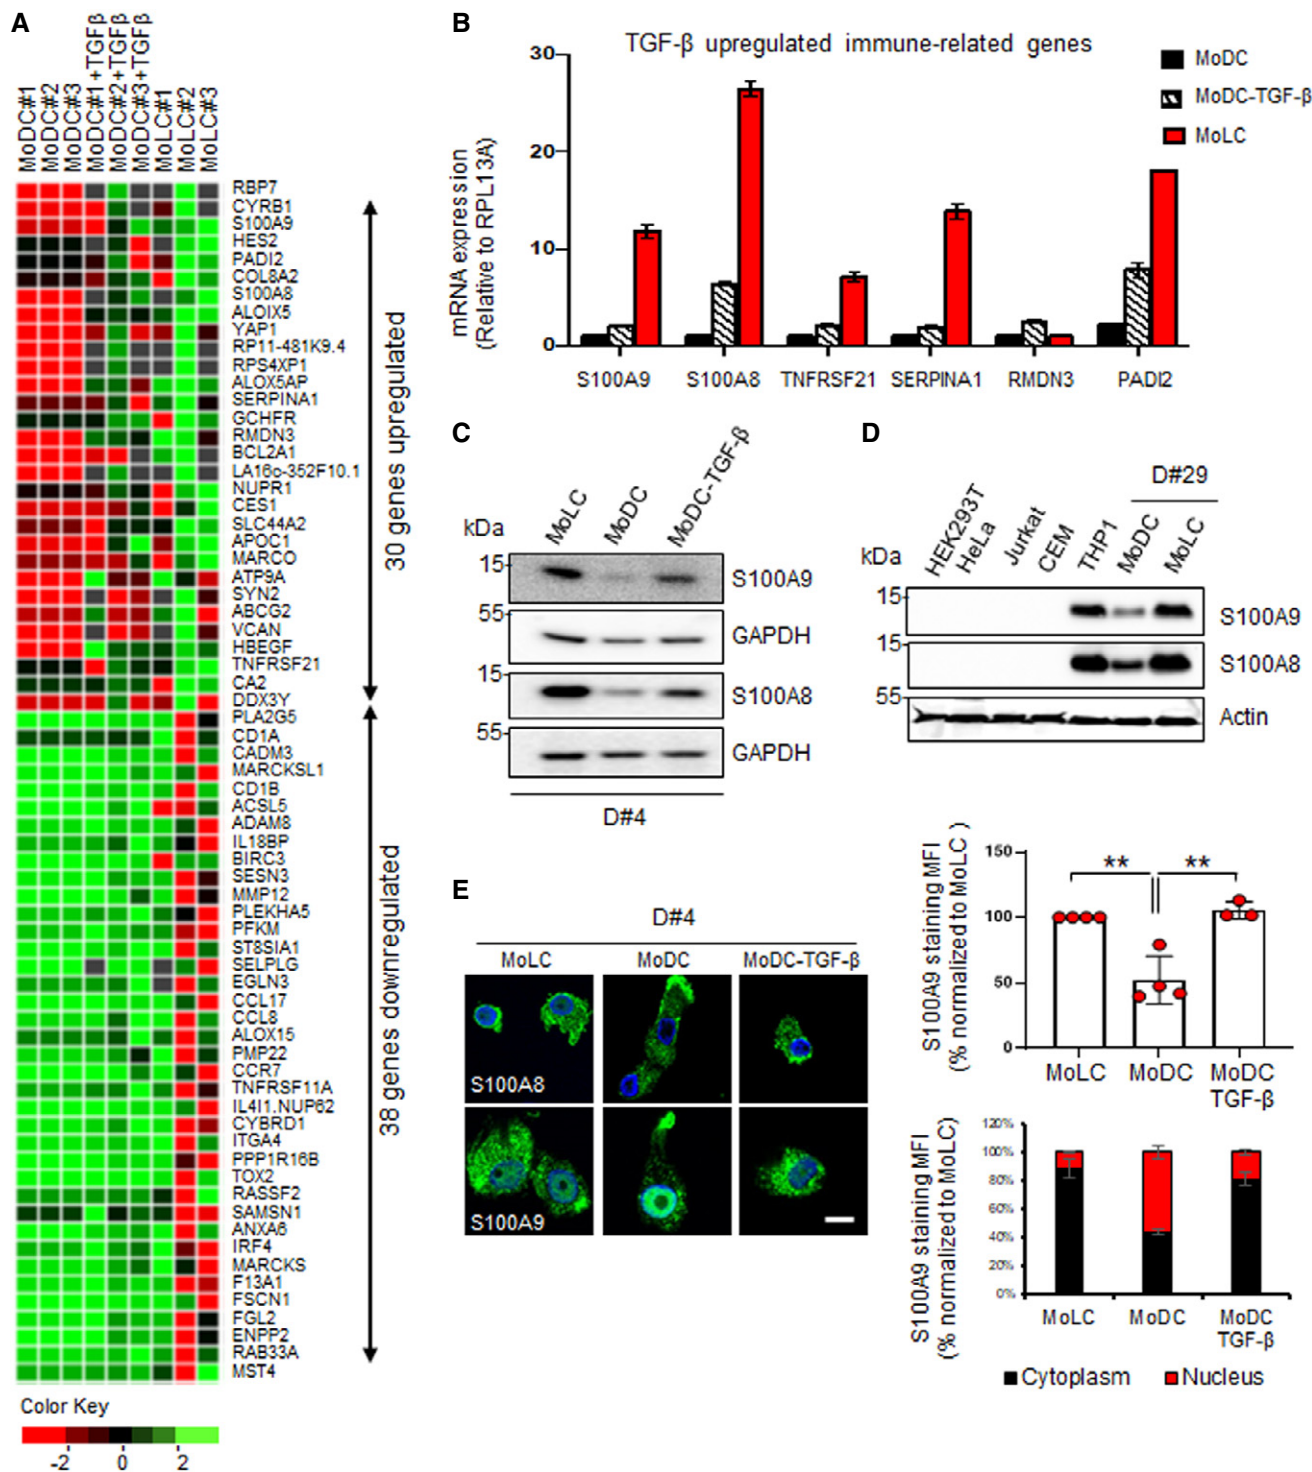 A
MoDC#1
MoDC#2
MoDC#3
MoDC#1+TGFβ
MoDC#2+TGFβ
MoDC#3+TGFβ
MoLC#1
MoLC#2
MoLC#3
RBP7
CYRB1
S100A9
HES2
PADI2
COL8A2
S100A8
ALOIX5
YAP1
RP11-481K9.4
RPS4XP1
ALOX5AP
SERPINA1
GCHFR
RMDN3
BCL2A1
LA16c-352F10.1
NUPR1
CES1
SLC44A2
APOC1
MARCO
ATP9A
SYN2
ABCG2
VCAN
HBEGF
TNFRSF21
CA2
DDX3Y
PLA2G5
CD1A
CADM3
MARCKSL1
CD1B
ACSL5
ADAM8
IL18BP
BIRC3
SESN3
MMP12
PLEKHA5
PFKM
ST8SIA1
SELPLG
EGLN3
CCL17
CCL8
ALOX15
PMP22
CCR7
TNFRSF11A
IL4I1.NUP62
CYBRD1
ITGA4
PPP1R16B
TOX2
RASSF2
SAMSN1
ANXA6
IRF4
MARCKS
F13A1
FSCN1
FGL2
ENPP2
RAB33A
MST4
30 genes upregulated
38 genes downregulated
Color Key
-2 0 2
B
TGF-β upregulated immune-related genes
MoDC
MoDC-TGF-β
MoLC
mRNA expression
(Relative to RPL13A)
30
20
10
0
S100A9 S100A8 TNFRSF21 SERPINA1 RMDN3 PADI2
C
kDa
MoLC
MoDC
MoDC-TGF-β
15
S100A9
55
GAPDH
15
S100A8
55
GAPDH
D#4
D
D#29
kDa
HEK293T
HeLa
Jurkat
CEM
THP1
MoDC
MoLC
15
S100A9
15
S100A8
55
Actin
E
D#4
MoLC MoDC MoDC-TGF-β
S100A8
S100A9
S100A9 staining MFI
(% normalized to MoLC )
150
100
50
0
** **
MoLC MoDC MoDC
TGF-β
S100A9 staining MFI
(% normalized to MoLC)
120%
100%
80%
60%
40%
20%
0%
MoLC MoDC MoDC
TGF-β
Cytoplasm Nucleus